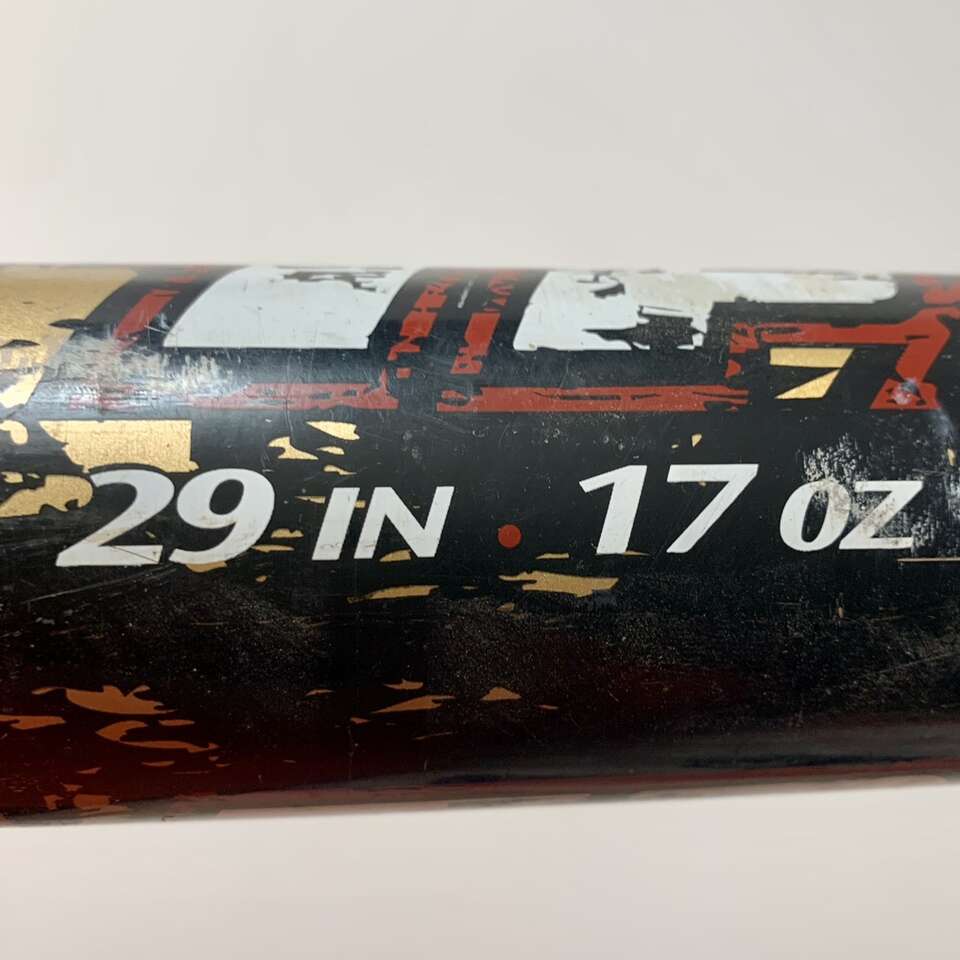 29 IN • 17 OZ